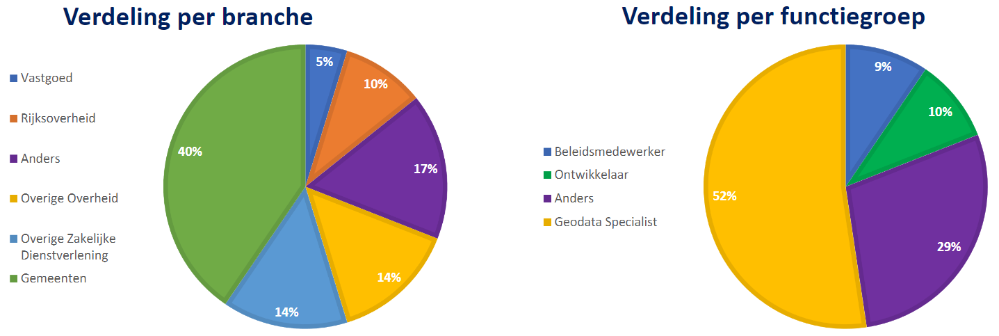 Verdeling per branche
Vastgoed
Rijksoverheid
Anders
Overige Overheid
Overige Zakelijke
Dienstverlening
Gemeenten
5%
10%
17%
14%
14%
40%
Verdeling per functiegroep
Beleidsmedewerker
Ontwikkelaar
Anders
Geodata Specialist
9%
10%
29%
52%